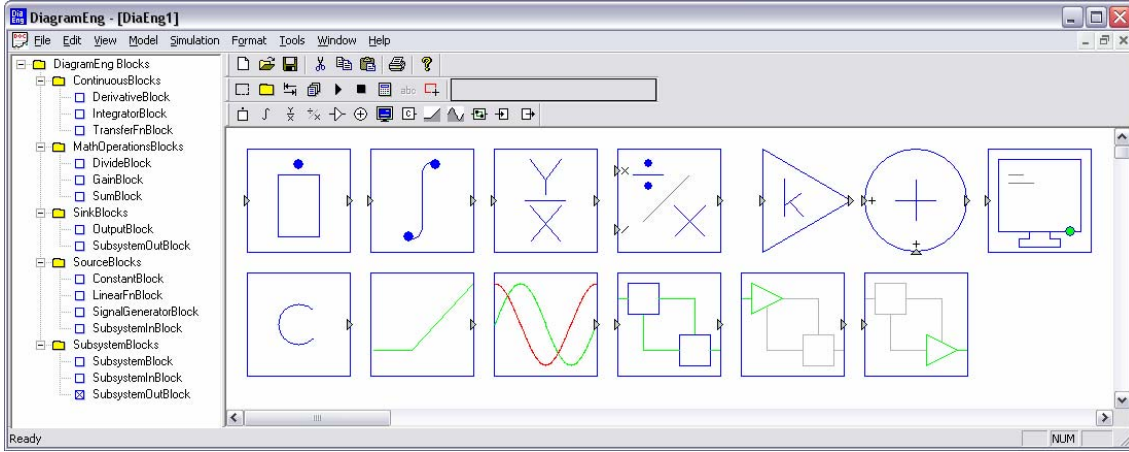 DiagramEng - [DiaEng1]
File Edit View Model Simulation Format Tools Window Help
DiagramEng Blocks
ContinuousBlocks
DerivativeBlock
IntegratorBlock
TransferFnBlock
MathOperationsBlocks
DivideBlock
GainBlock
SumBlock
SinkBlocks
OutputBlock
SubsystemOutBlock
SourceBlocks
ConstantBlock
LinearFnBlock
SignalGeneratorBlock
SubsystemInBlock
SubsystemBlocks
SubsystemBlock
SubsystemInBlock
SubsystemOutBlock
abc
Y
X
÷
X
K
+
C
Ready
NUM